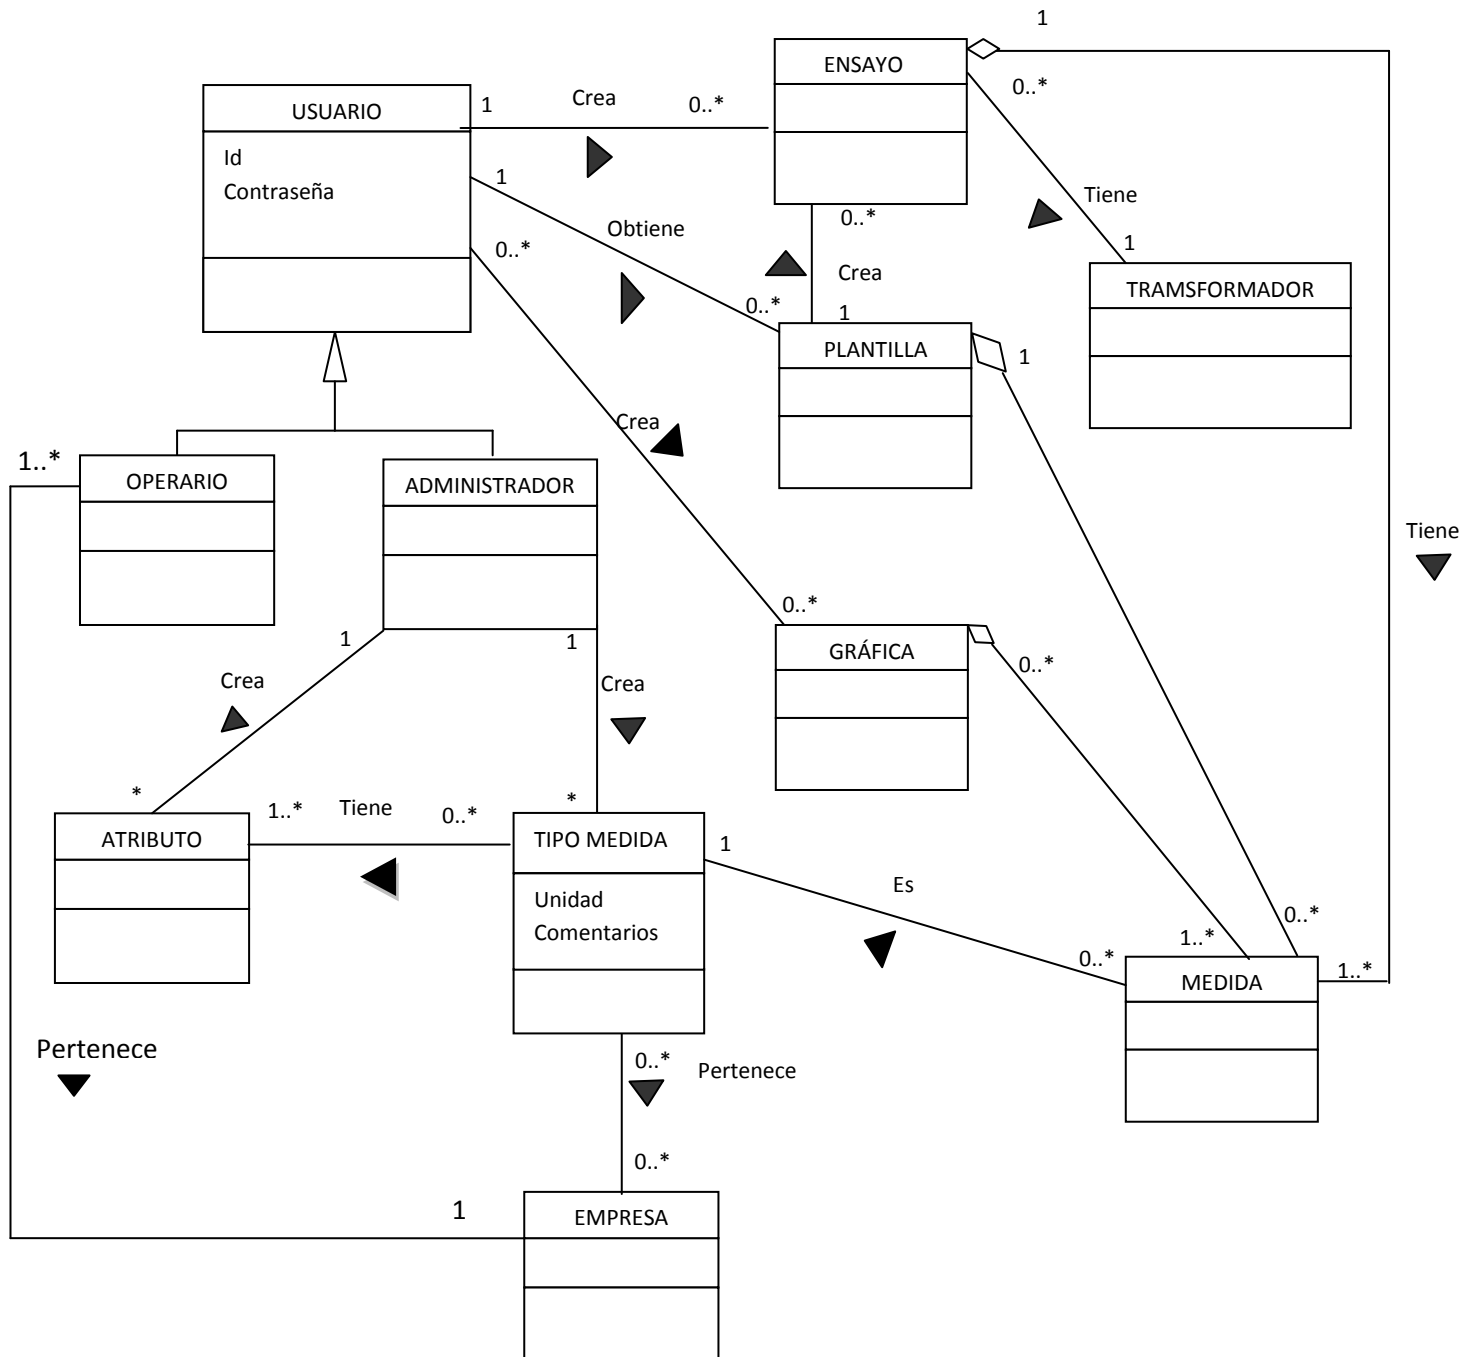 1
ENSAYO
Crea
0..*
0..*
1
USUARIO
Id
Contraseña
1
Tiene
0..*
Obtiene
0..*
1
Crea
TRAMSFORMADOR
0..*
1
PLANTILLA
1
Crea
1..*
OPERARIO
ADMINISTRADOR
Tiene
0..*
1
1
GRÁFICA
0..*
Crea
Crea
*
*
1..*
Tiene
0..*
ATRIBUTO
TIPO MEDIDA
1
Unidad
Comentarios
Es
0..*
1..*
0..*
MEDIDA
1..*
Pertenece
0..*
Pertenece
0..*
1
EMPRESA